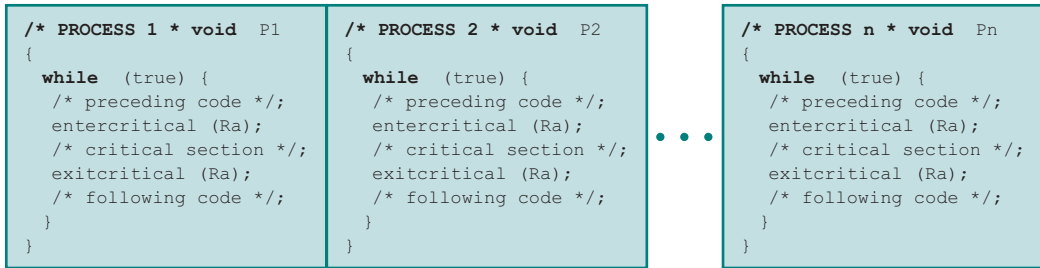 /* PROCESS 1 * void P1
{
while (true) {
/* preceding code */;
entercritical (Ra);
/* critical section */;
exitcritical (Ra);
/* following code */;
}
}
/* PROCESS 2 * void P2
{
while (true) {
/* preceding code */;
entercritical (Ra);
/* critical section */;
exitcritical (Ra);
/* following code */;
}
}
• • •
/* PROCESS n * void Pn
{
while (true) {
/* preceding code */;
entercritical (Ra);
/* critical section */;
exitcritical (Ra);
/* following code */;
}
}